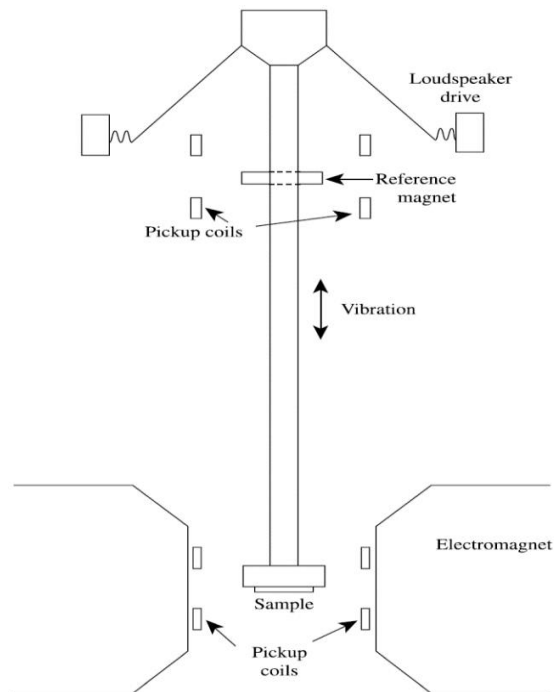 Loudspeaker
drive
Reference
magnet
Pickup coils
Vibration
Electromagnet
Sample
Pickup
coils